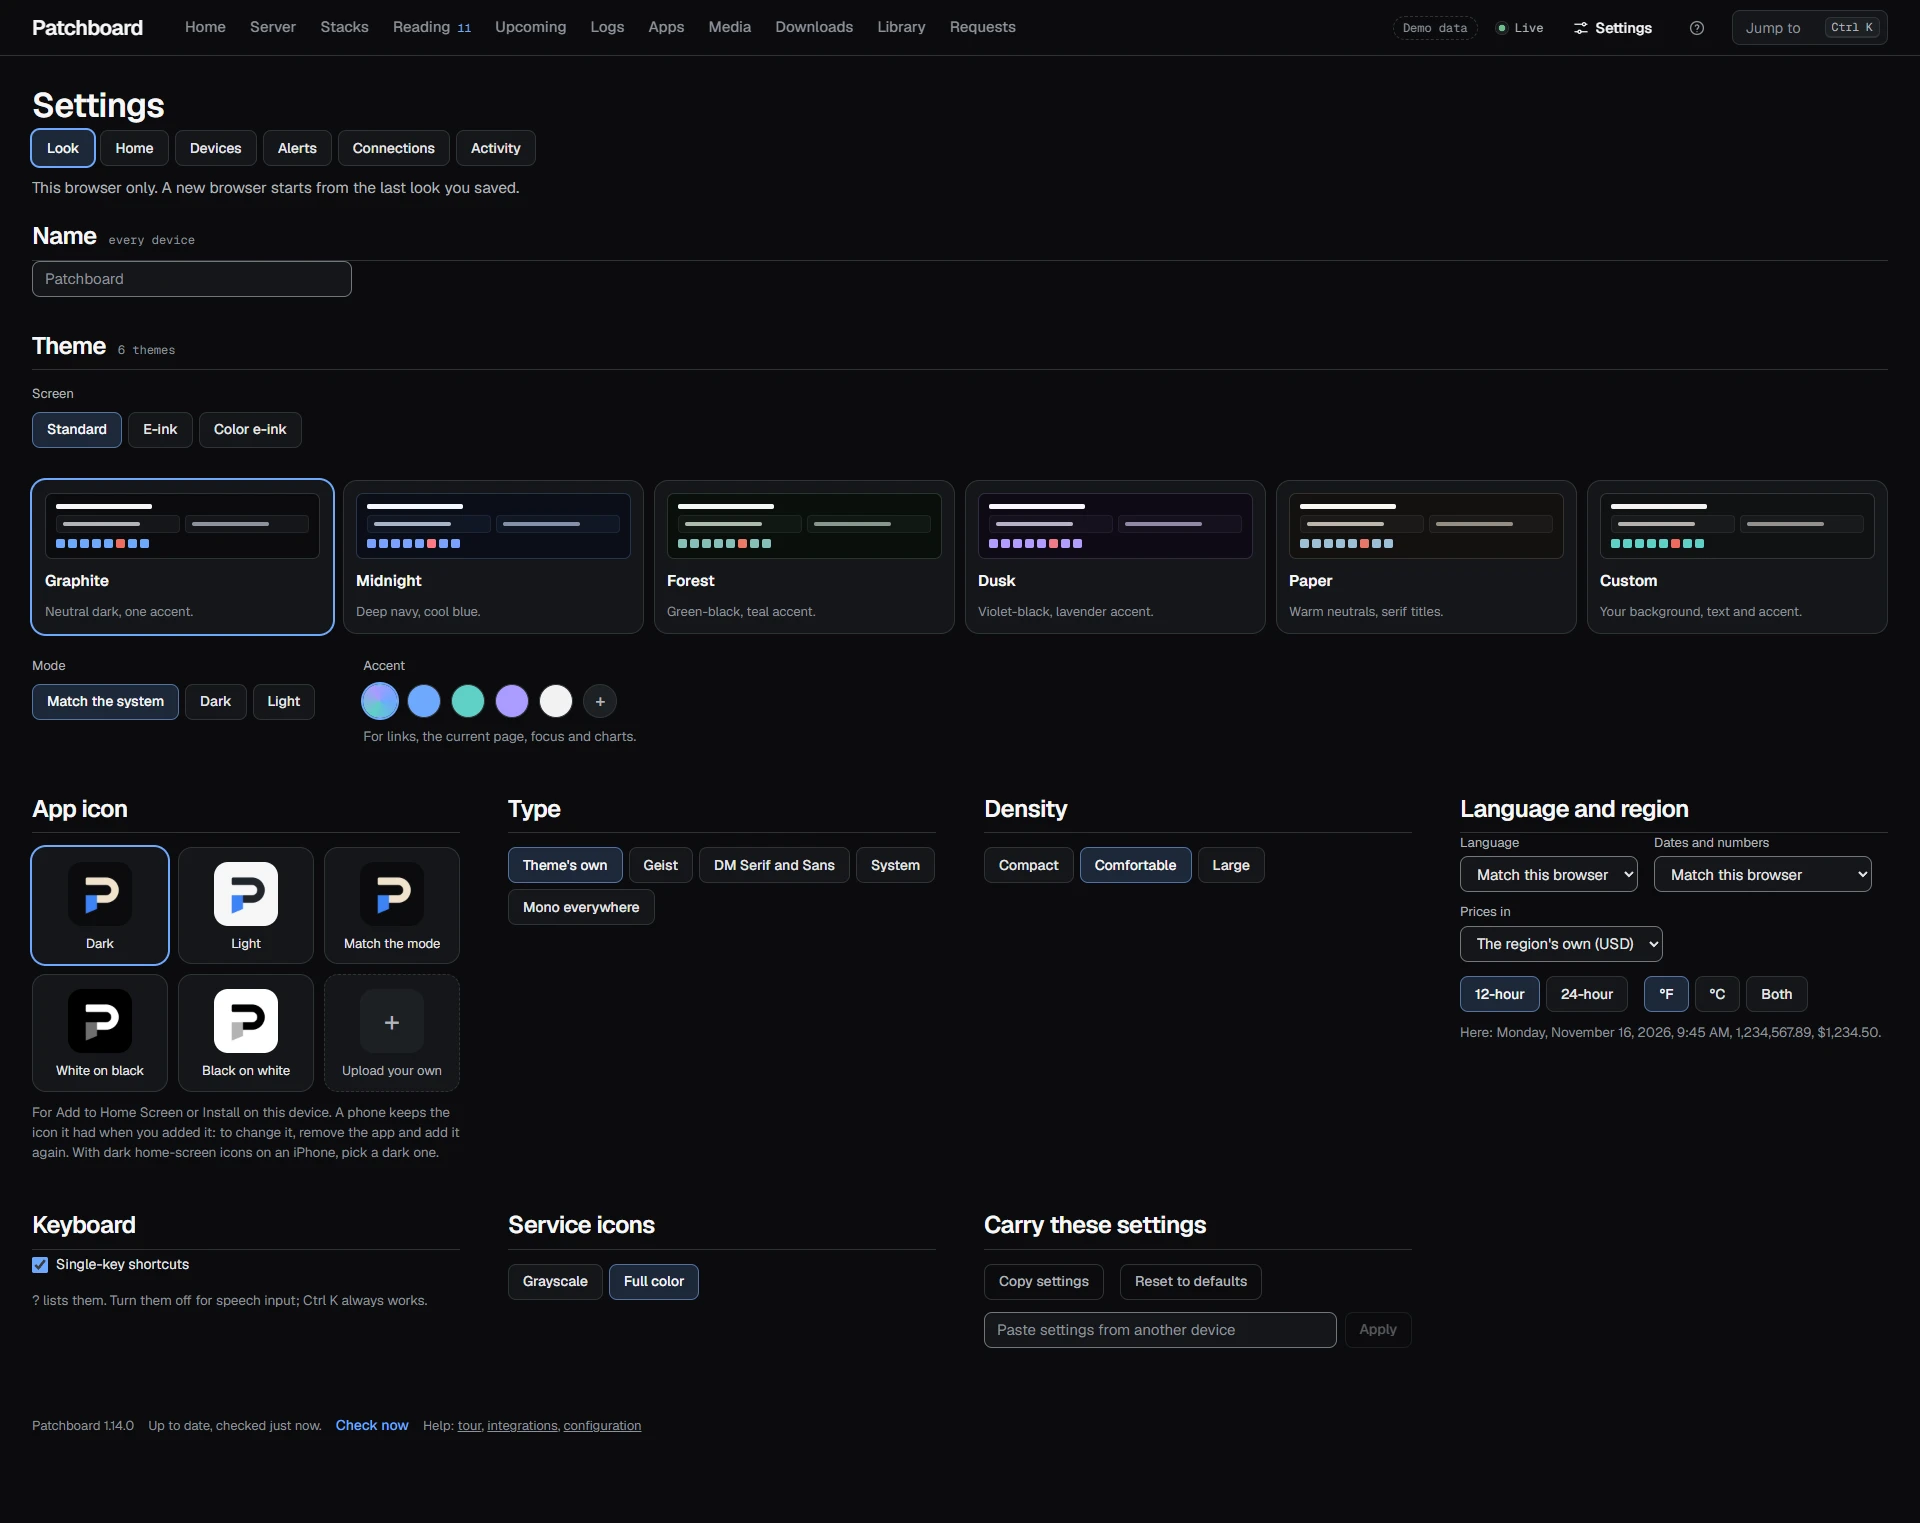 Patchboard Home Server Stacks Reading 11 Upcoming Logs Apps Media Downloads Library Requests Demo data Live Settings ? Jump to Ctrl K
Settings
Look Home Devices Alerts Connections Activity
This browser only. A new browser starts from the last look you saved.
Name every device
Patchboard
Theme 6 themes
Screen
Standard E-ink Color e-ink
Graphite Midnight Forest Dusk Paper Custom
Neutral dark, one accent. Deep navy, cool blue. Green-black, teal accent. Violet-black, lavender accent. Warm neutrals, serif titles. Your background, text and accent.
Mode Accent
Match the system Dark Light +
For links, the current page, focus and charts.
App icon
Dark Light Match the mode
White on black Black on white Upload your own
For Add to Home Screen or Install on this device. A phone keeps the
icon it had when you added it: to change it, remove the app and add it
again. With dark home-screen icons on an iPhone, pick a dark one.
Type
Theme's own Geist DM Serif and Sans System
Mono everywhere
Density
Compact Comfortable Large
Language and region
Language Dates and numbers
Match this browser Match this browser
Prices in
The region's own (USD)
12-hour 24-hour °F °C Both
Here: Monday, November 16, 2026, 9:45 AM, 1,234,567.89, $1,234.50.
Keyboard
Single-key shortcuts
? lists them. Turn them off for speech input; Ctrl K always works.
Service icons
Grayscale Full color
Carry these settings
Copy settings Reset to defaults
Paste settings from another device Apply
Patchboard 1.14.0 Up to date, checked just now. Check now Help: tour, integrations, configuration